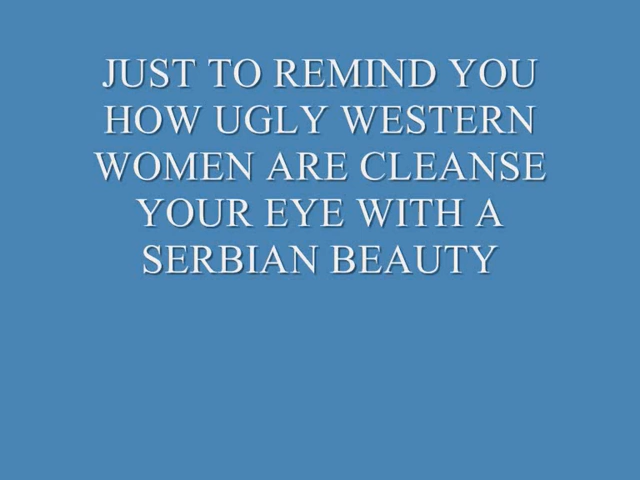 JUST TO REMIND YOU
HOW UGLY WESTERN
WOMEN ARE CLEANSE
YOUR EYE WITH A
SERBIAN BEAUTY